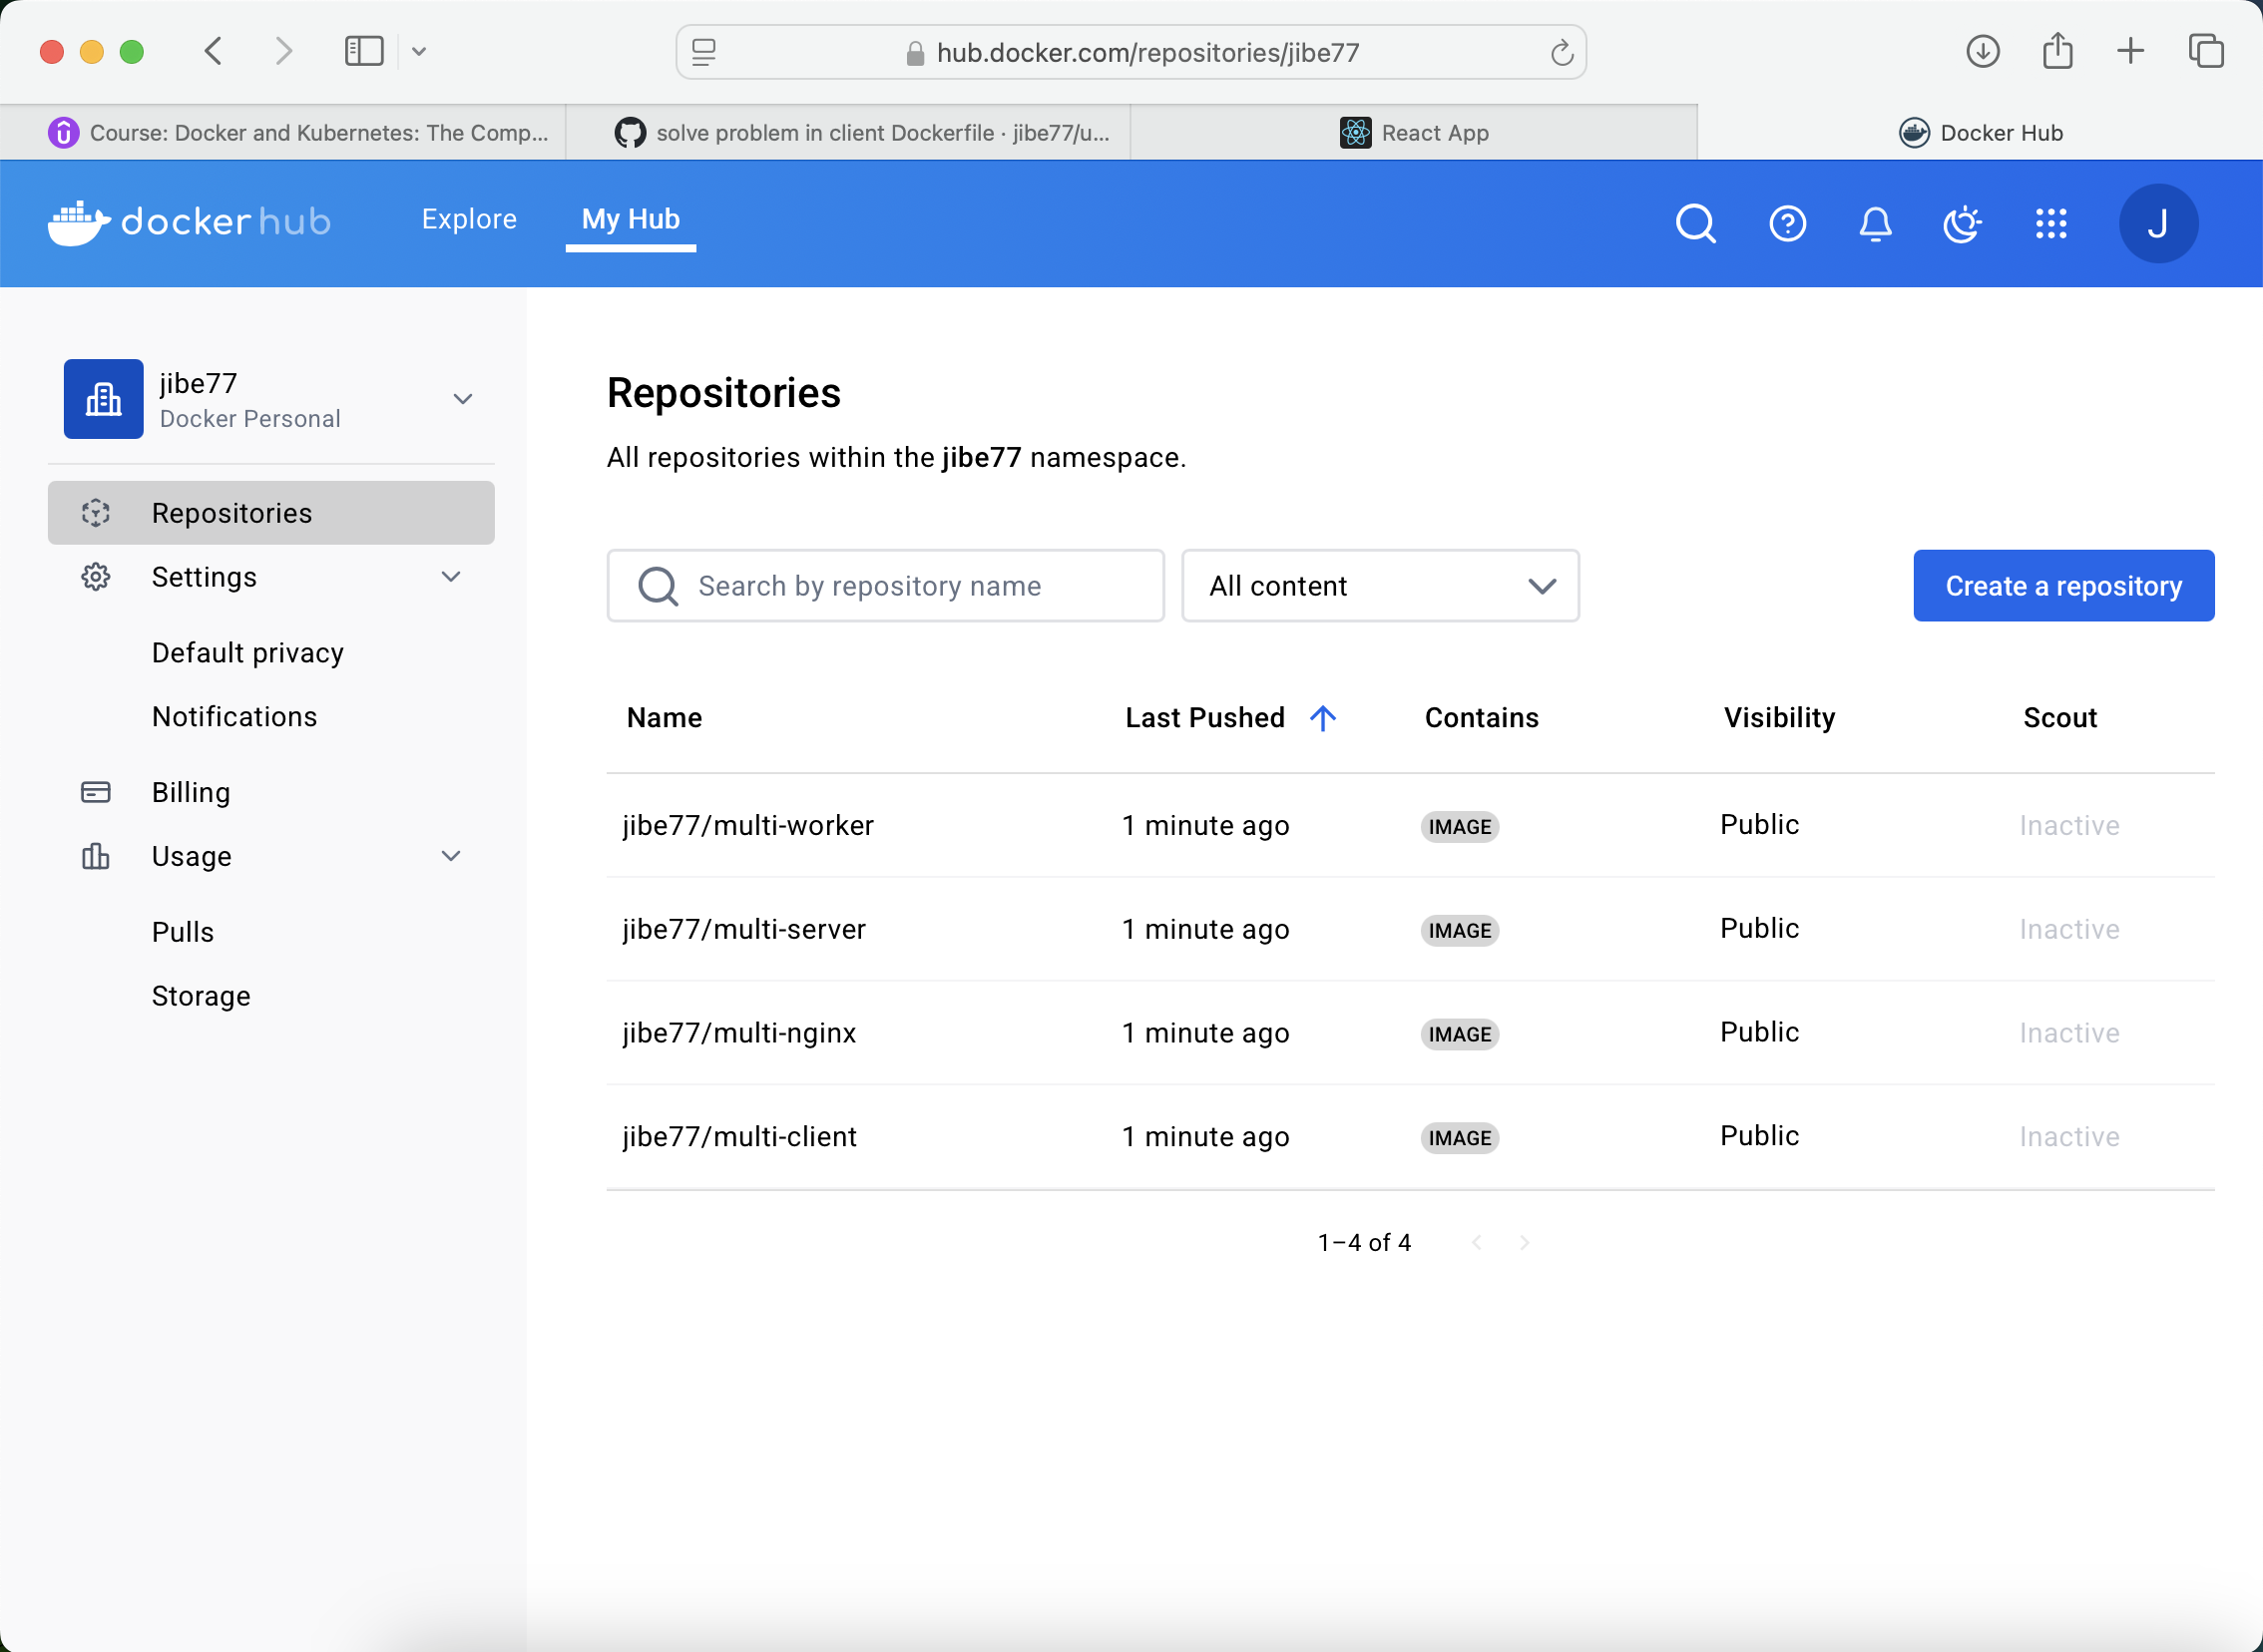 hub.docker.com/repositories/jibe77
Course: Docker and Kubernetes: The Comp...
solve problem in client Dockerfile · jibe77/u...
React App
Docker Hub
docker hub
Explore
My Hub
J
jibe77
Docker Personal
Repositories
Settings
Default privacy
Notifications
Billing
Usage
Pulls
Storage
Repositories
All repositories within the jibe77 namespace.
Search by repository name
All content
Create a repository
Name Last Pushed Contains Visibility Scout
jibe77/multi-worker 1 minute ago IMAGE Public Inactive
jibe77/multi-server 1 minute ago IMAGE Public Inactive
jibe77/multi-nginx 1 minute ago IMAGE Public Inactive
jibe77/multi-client 1 minute ago IMAGE Public Inactive
1–4 of 4